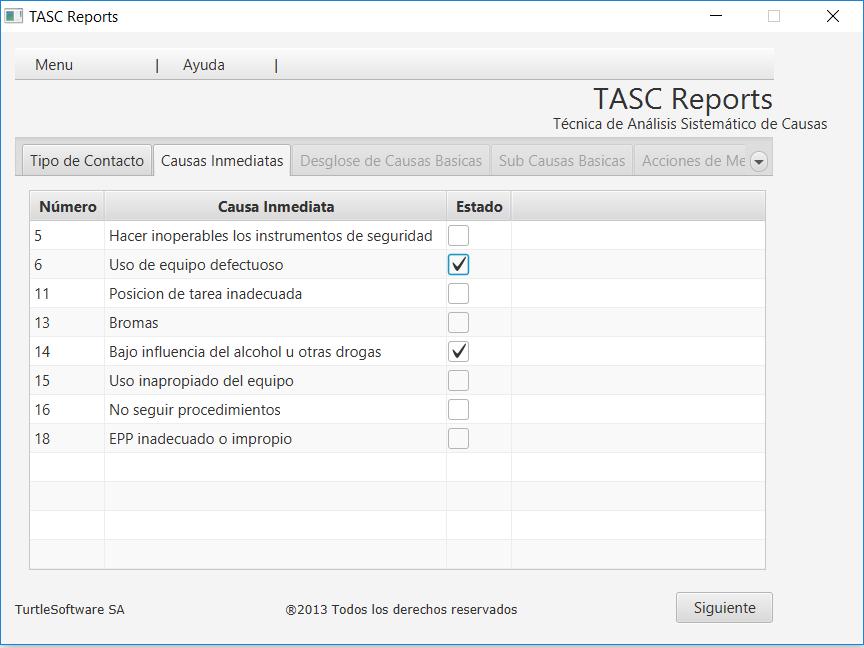 TASC Reports
Menu | Ayuda |
TASC Reports
Técnica de Análisis Sistemático de Causas
Tipo de Contacto Causas Inmediatas Desglose de Causas Basicas Sub Causas Basicas Acciones de Me
Número Causa Inmediata Estado
5 Hacer inoperables los instrumentos de seguridad
6 Uso de equipo defectuoso
11 Posicion de tarea inadecuada
13 Bromas
14 Bajo influencia del alcohol u otras drogas
15 Uso inapropiado del equipo
16 No seguir procedimientos
18 EPP inadecuado o impropio
TurtleSoftware SA ®2013 Todos los derechos reservados Siguiente